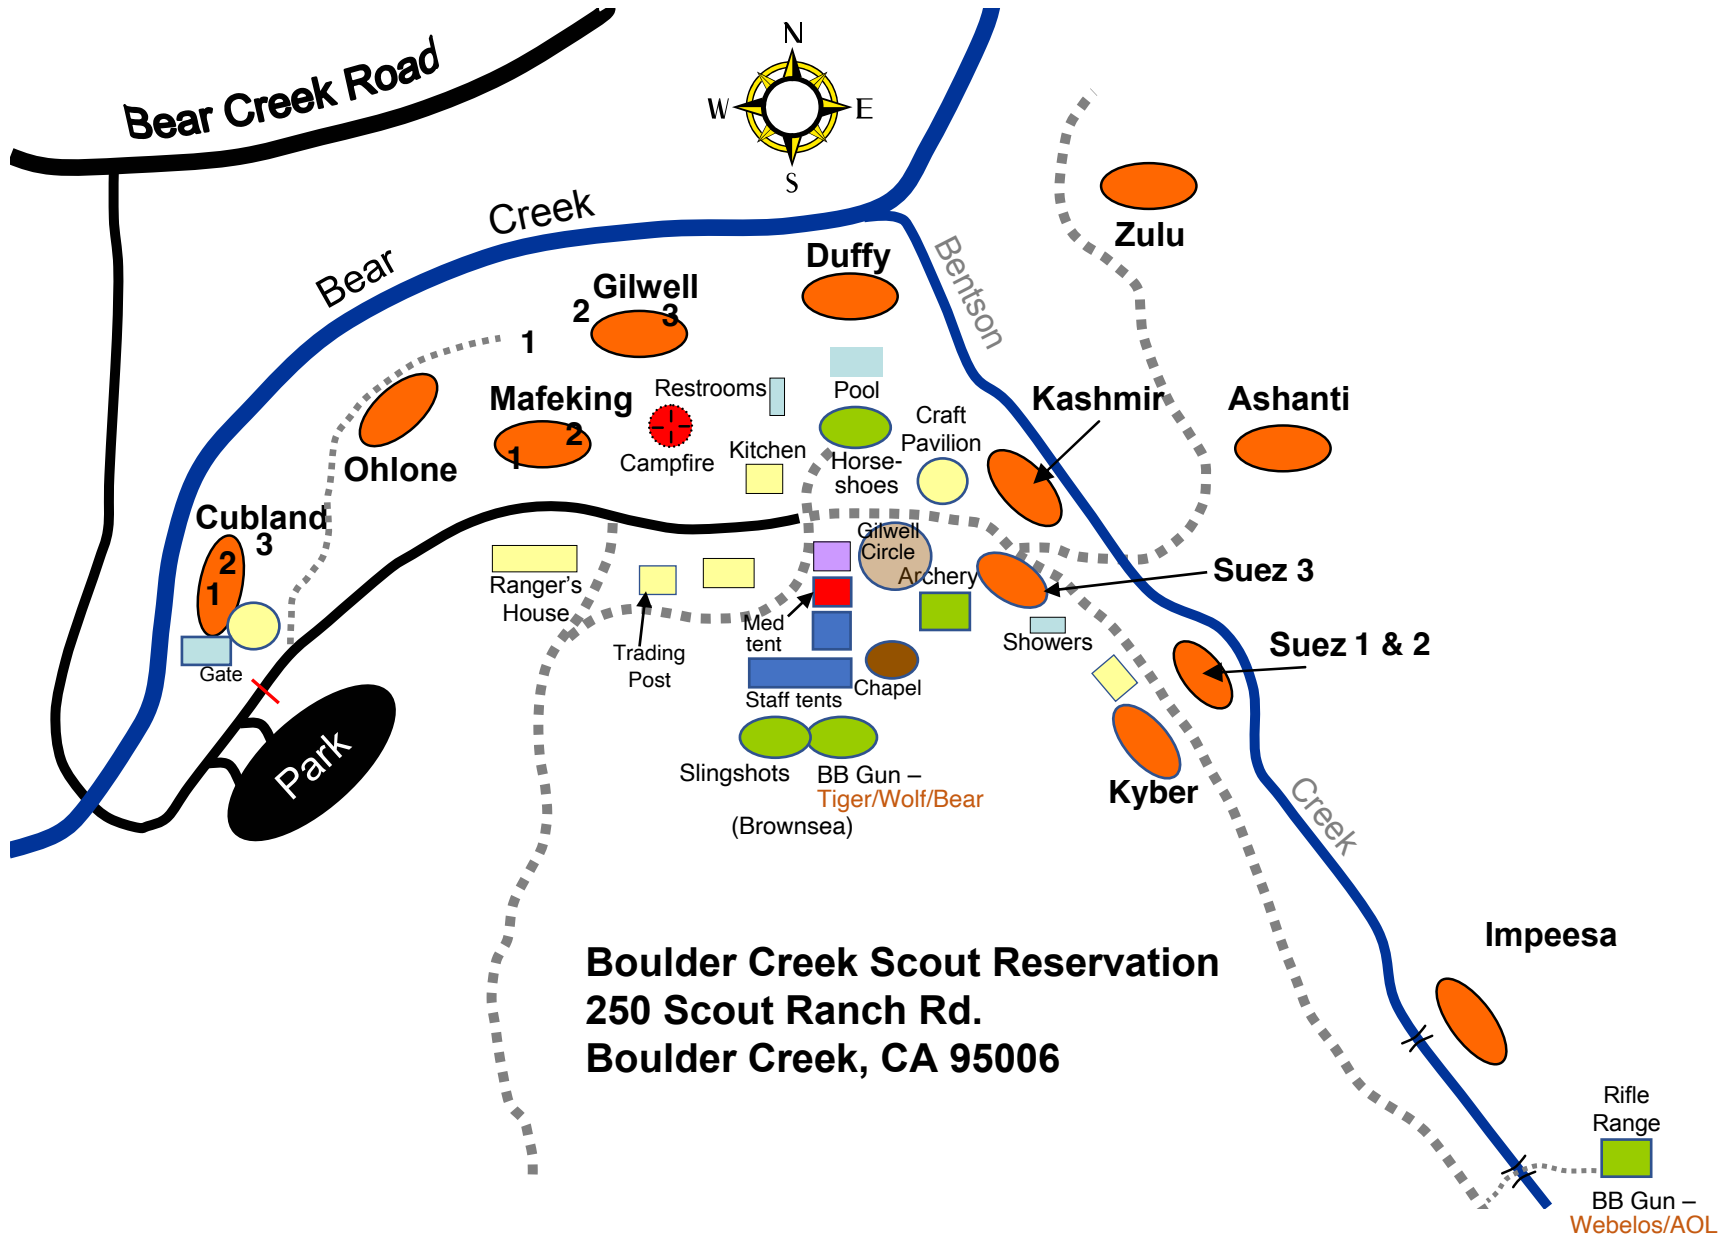 N
W
E
S
Bear Creek Road
Bear
Creek
Bentson
Creek
Zulu
Duffy
Gilwell
2
3
1
Pool
Kashmir
Ashanti
Mafeking
1
2
Restrooms
Campfire
Kitchen
Horse-
shoes
Craft
Pavilion
Ohlone
Cubland
3
2
1
Gate
Park
Ranger's
House
Trading
Post
Gilwell
Circle
Archery
Med
tent
Staff tents
Chapel
Showers
Suez 3
Suez 1 & 2
Kyber
Slingshots
BB Gun –
Tiger/Wolf/Bear
(Brownsea)
Impeesa
Boulder Creek Scout Reservation
250 Scout Ranch Rd.
Boulder Creek, CA 95006
Rifle
Range
BB Gun –
Webelos/AOL